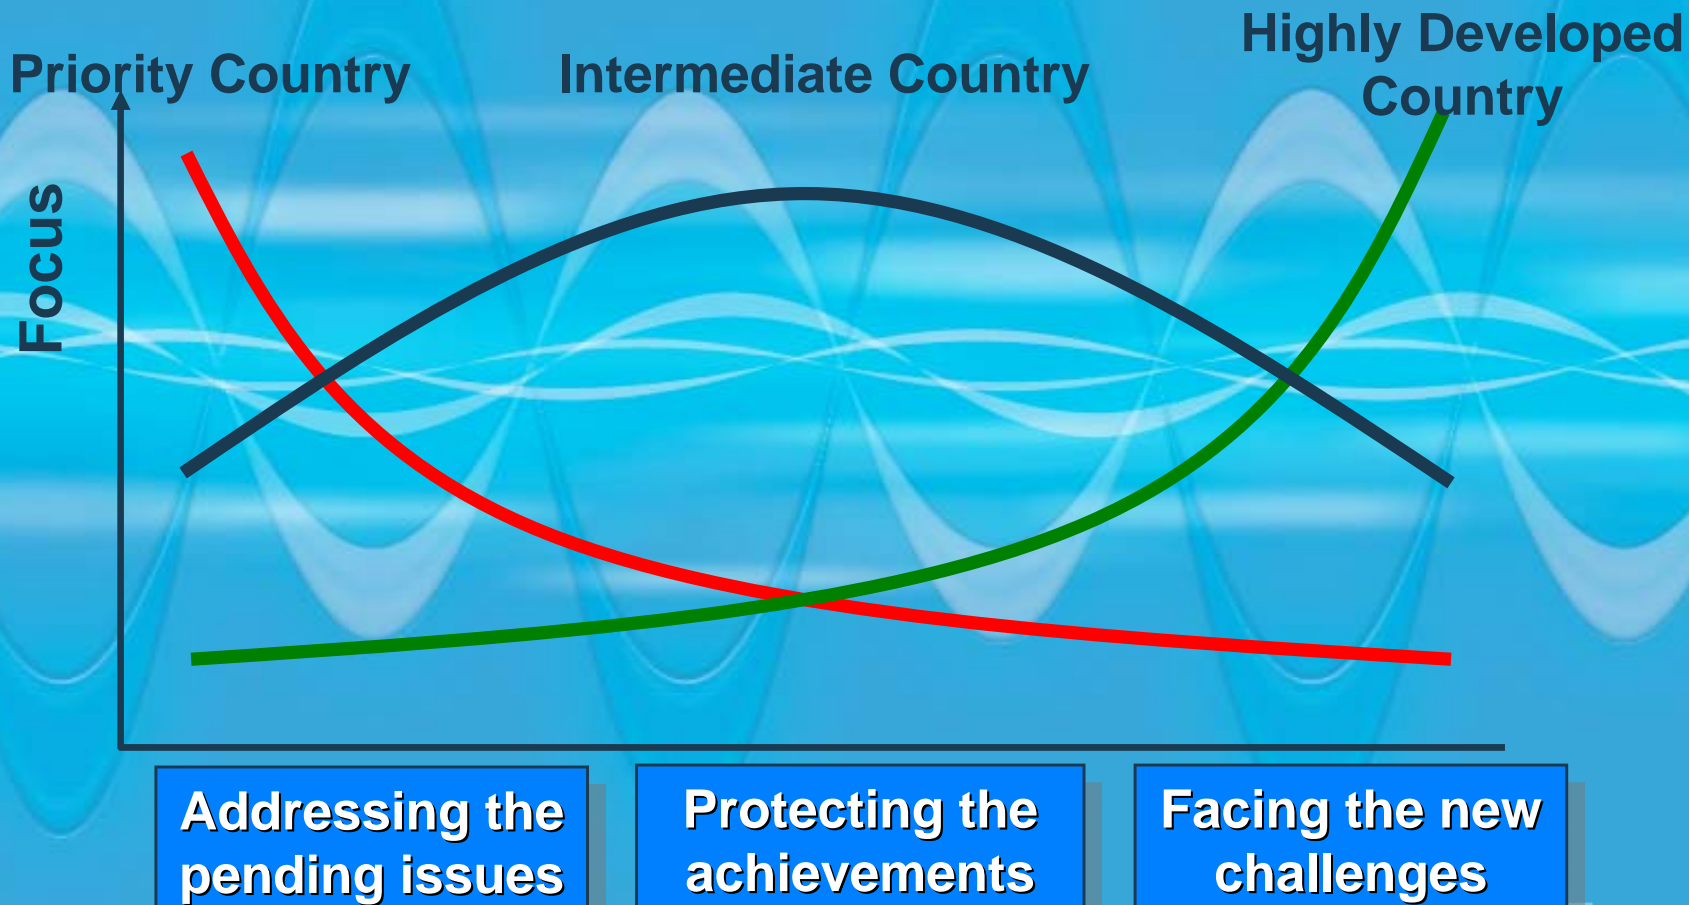 Priority Country
Intermediate Country
Highly Developed
Country
Focus
Addressing the
pending issues
Protecting the
achievements
Facing the new
challenges